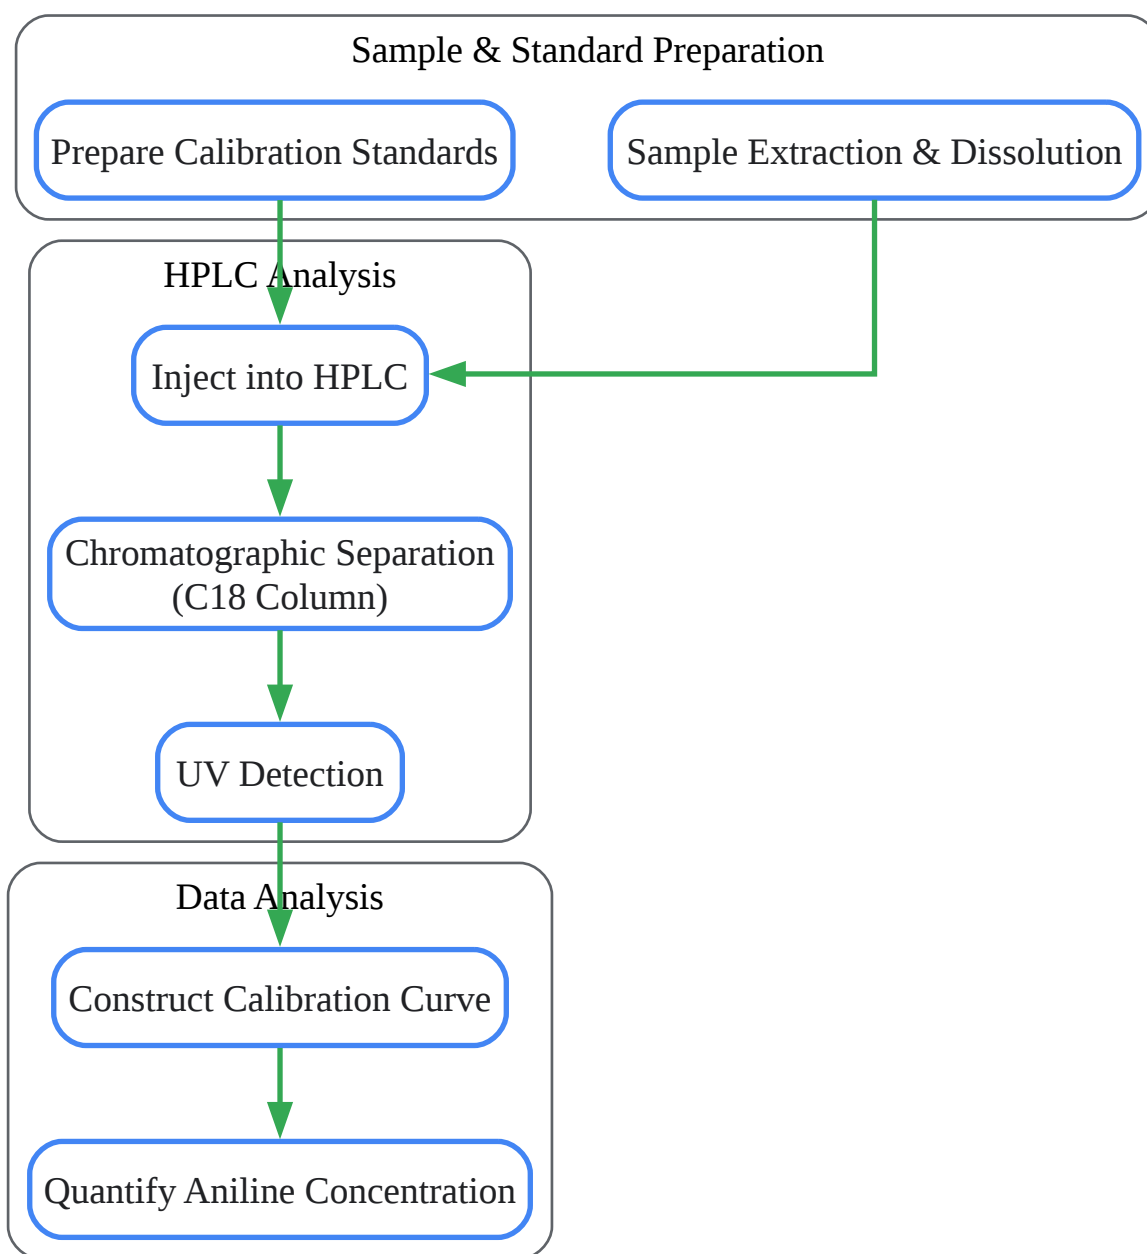 Sample & Standard Preparation
Prepare Calibration Standards
Sample Extraction & Dissolution
HPLC Analysis
Inject into HPLC
Chromatographic Separation
(C18 Column)
UV Detection
Data Analysis
Construct Calibration Curve
Quantify Aniline Concentration